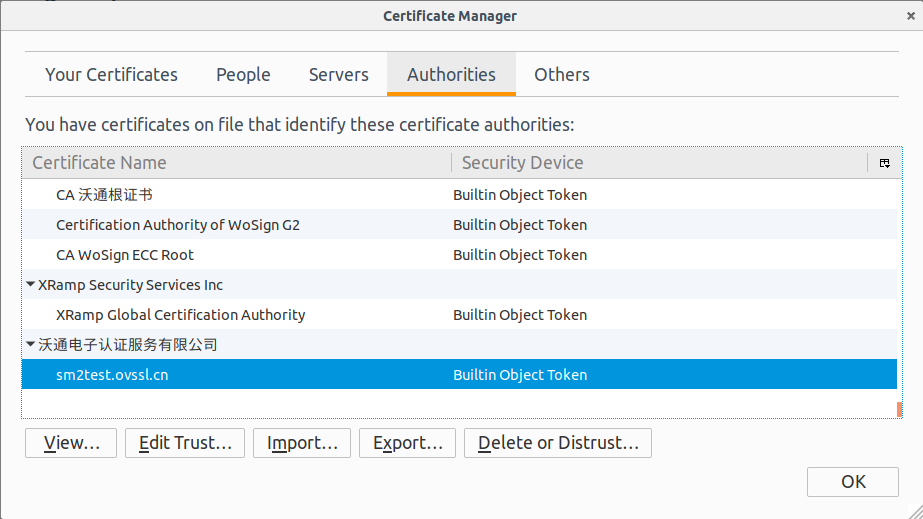 Certificate Manager
Your Certificates People Servers Authorities Others
You have certificates on file that identify these certificate authorities:
Certificate Name Security Device
CA 沃通根证书 Builtin Object Token
Certification Authority of WoSign G2 Builtin Object Token
CA WoSign ECC Root Builtin Object Token
XRamp Security Services Inc
XRamp Global Certification Authority Builtin Object Token
沃通电子认证服务有限公司
sm2test.ovssl.cn Builtin Object Token
View... Edit Trust... Import... Export... Delete or Distrust...
OK